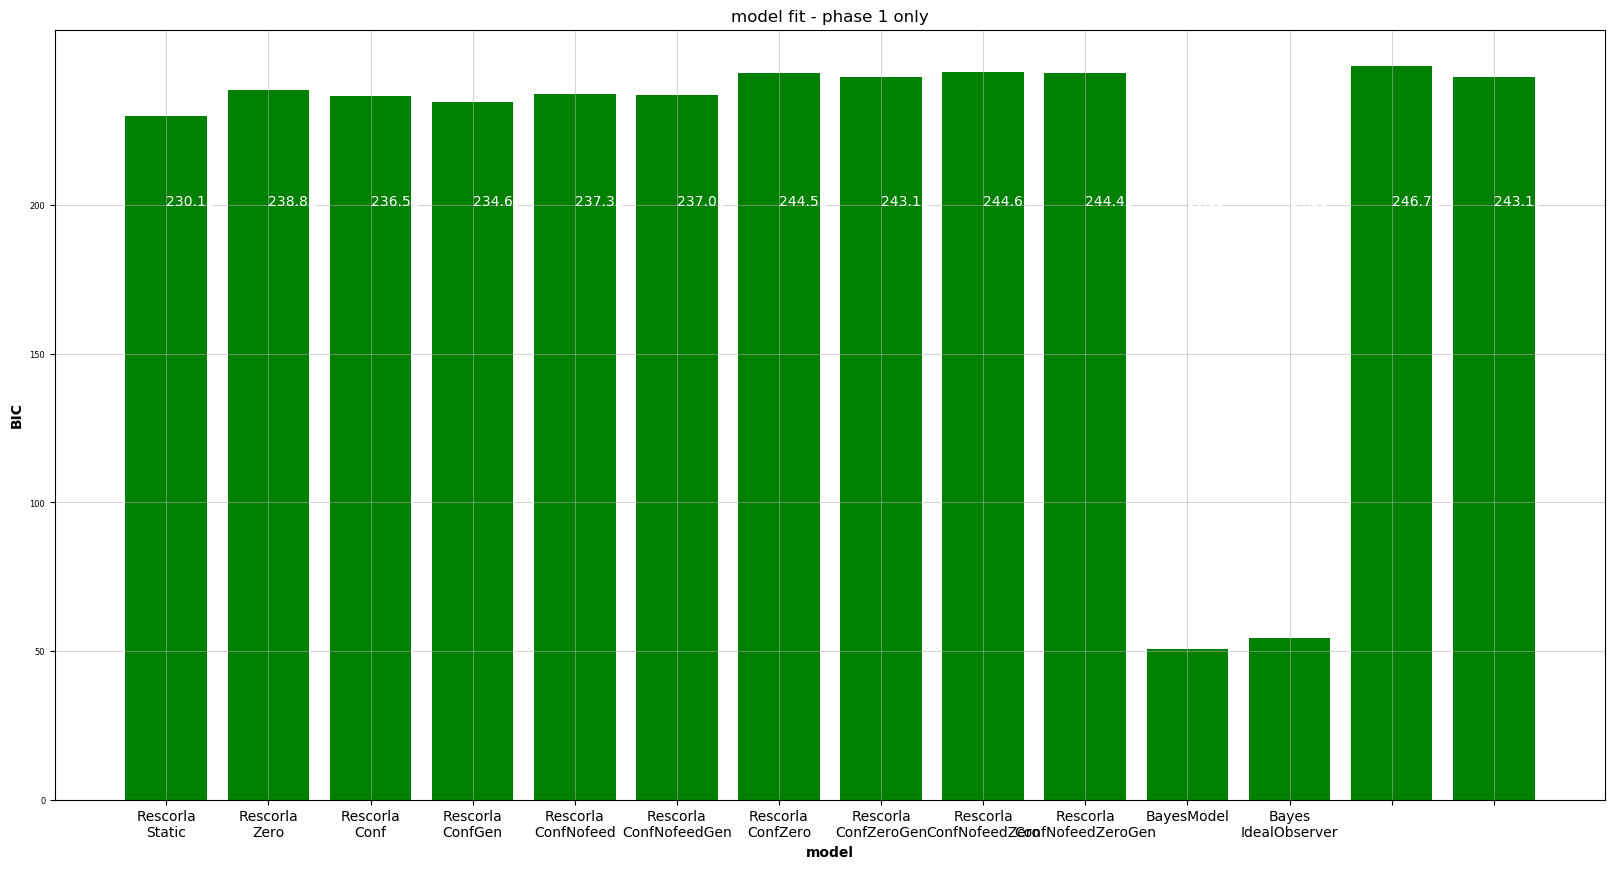 model fit - phase 1 only
BIC
200
150
100
50
0
230.1
238.8
236.5
234.6
237.3
237.0
244.5
243.1
244.6
244.4
246.7
243.1
Rescorla
Static
Rescorla
Zero
Rescorla
Conf
Rescorla
ConfGen
Rescorla
ConfNofeed
Rescorla
ConfNofeedGen
Rescorla
ConfZero
Rescorla
ConfZeroGen
Rescorla
ConfNofeedZero
Rescorla
ConfNofeedZeroGen
BayesModel
Bayes
IdealObserver
model